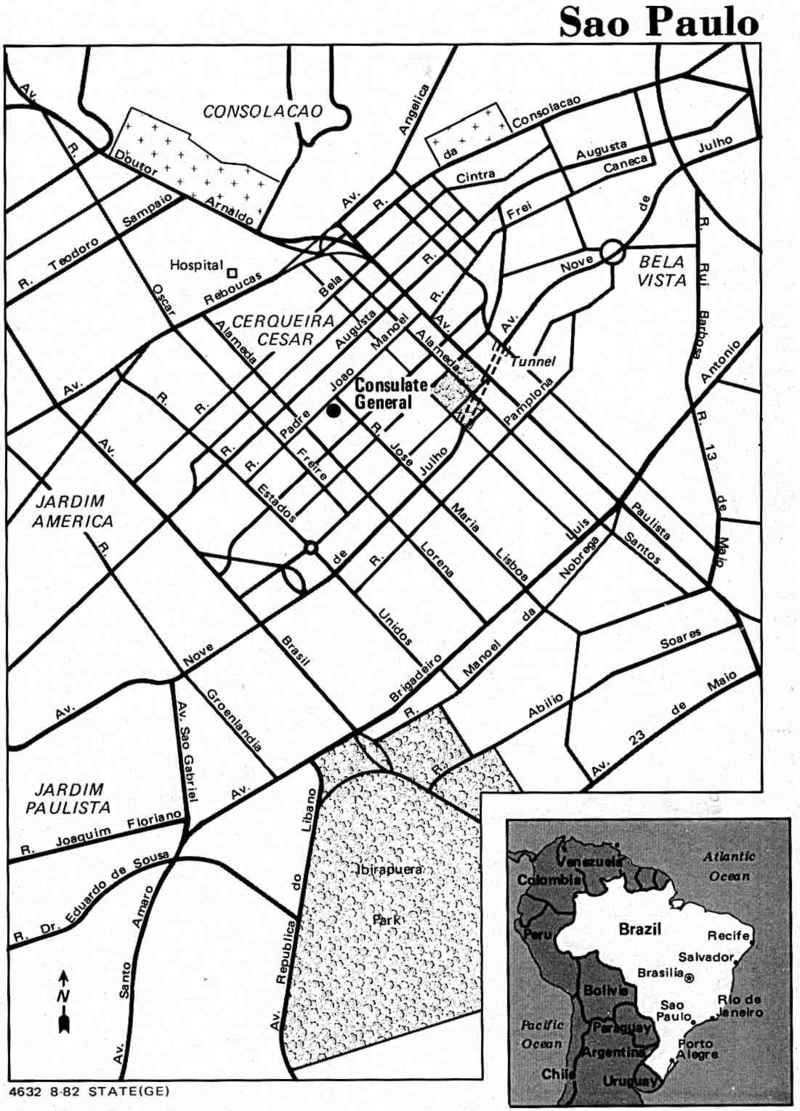 Sao Paulo
CONSOLACAO
Angelica
da Consolacao
Cintra
Augusta
Frei Caneca
Av. Nove de Julho
Av.
R.
Doutor Arnaldo
R. Teodoro Sampaio
Hospital
Av. Reboucas
R. Oscar Freire
Av.
R.
R.
R.
BELA
VISTA
R. Rui Barbosa
Antonio
R. 13 de Maio
CERQUEIRA
CESAR
Bela
Augusta
Manoel
Alameda
Av.
Alameda
Tunnel
Pamplona
R. Padre Joao
Consulate
General
R. Jose Maria Lisboa
Julho
R.
R.
R.
Estados Unidos
Lorena
de
R.
Luis
Paulista
Santos
JARDIM
AMERICA
Av.
R.
Brasil
Groenlandia
Av. Nove
Brigadeiro
R. Manoel da Nobrega
R. Abilio Soares
Av. 23 de Maio
R.
Av. Sao Gabriel
JARDIM
PAULISTA
Av.
R. Joaquim Floriano
R. Dr. Eduardo de Sousa
Av. Santo Amaro
Av. Republica do Libano
Ibirapuera
Park
N
4632 8-82 STATE(GE)
Venezuela
Colombia
Atlantic
Ocean
Peru
Brazil
Recife
Salvador
Brasilia
Bolivia
Sao
Paulo
Rio de
Janeiro
Pacific
Ocean
Paraguay
Argentina
Porto
Alegre
Chile
Uruguay